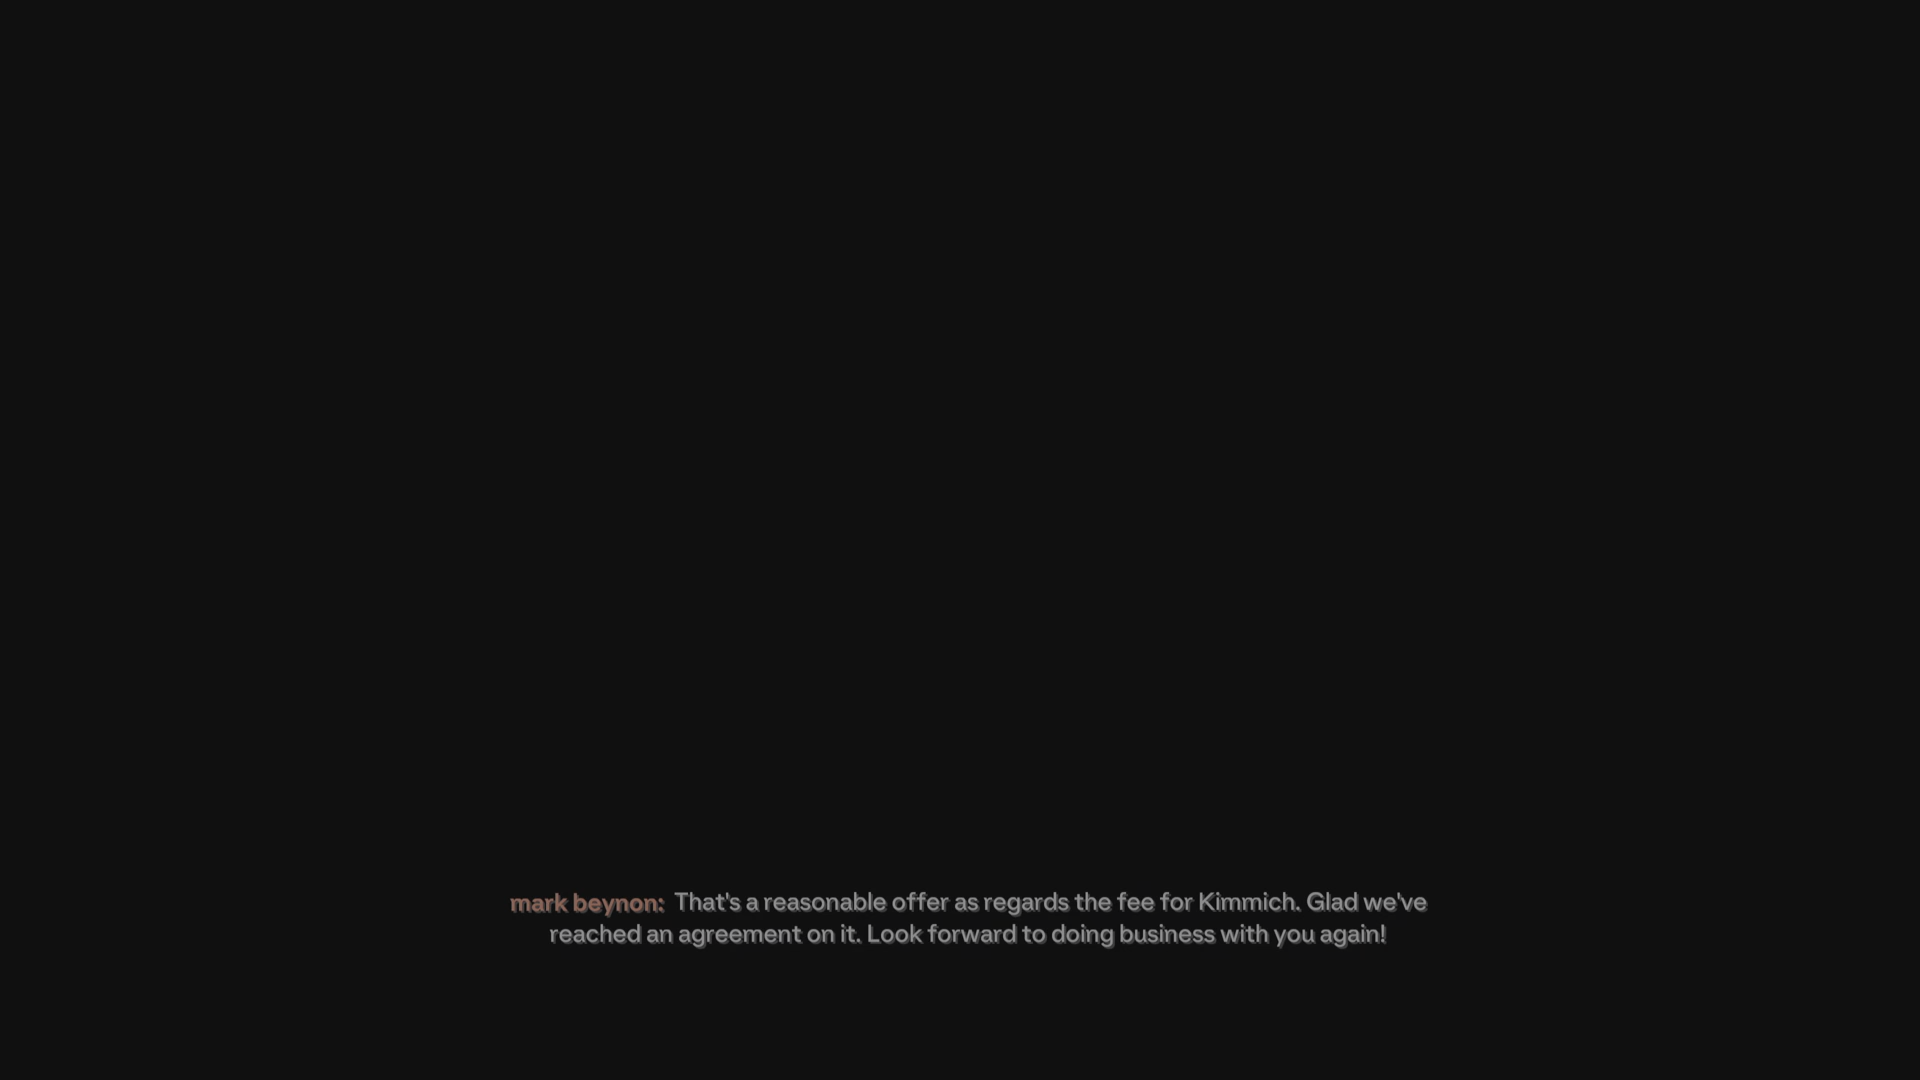 mark beynon: That's a reasonable offer as regards the fee for Kimmich. Glad we've
reached an agreement on it. Look forward to doing business with you again!